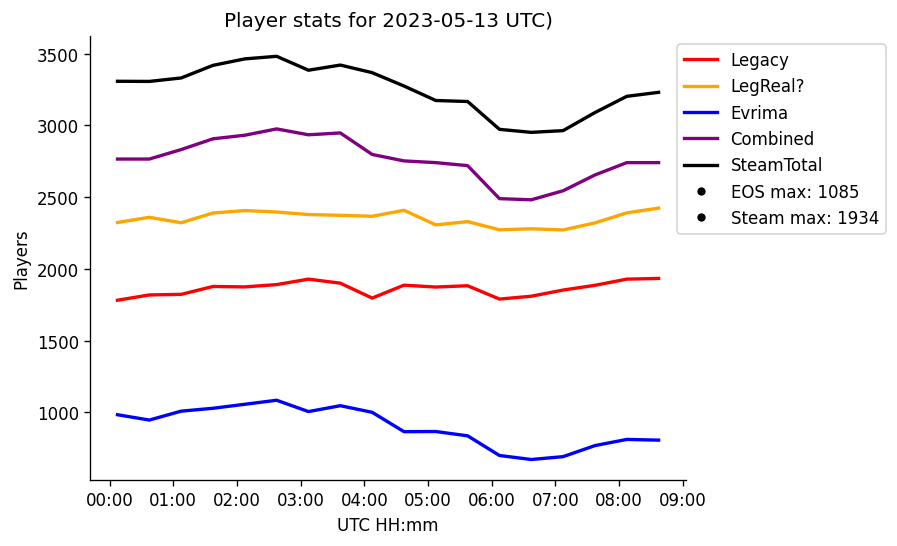 Player stats for 2023-05-13 UTC)
3500
3000
2500
2000
1500
1000
Players
00:00 01:00 02:00 03:00 04:00 05:00 06:00 07:00 08:00 09:00
UTC HH:mm
Legacy
LegReal?
Evrima
Combined
SteamTotal
EOS max: 1085
Steam max: 1934